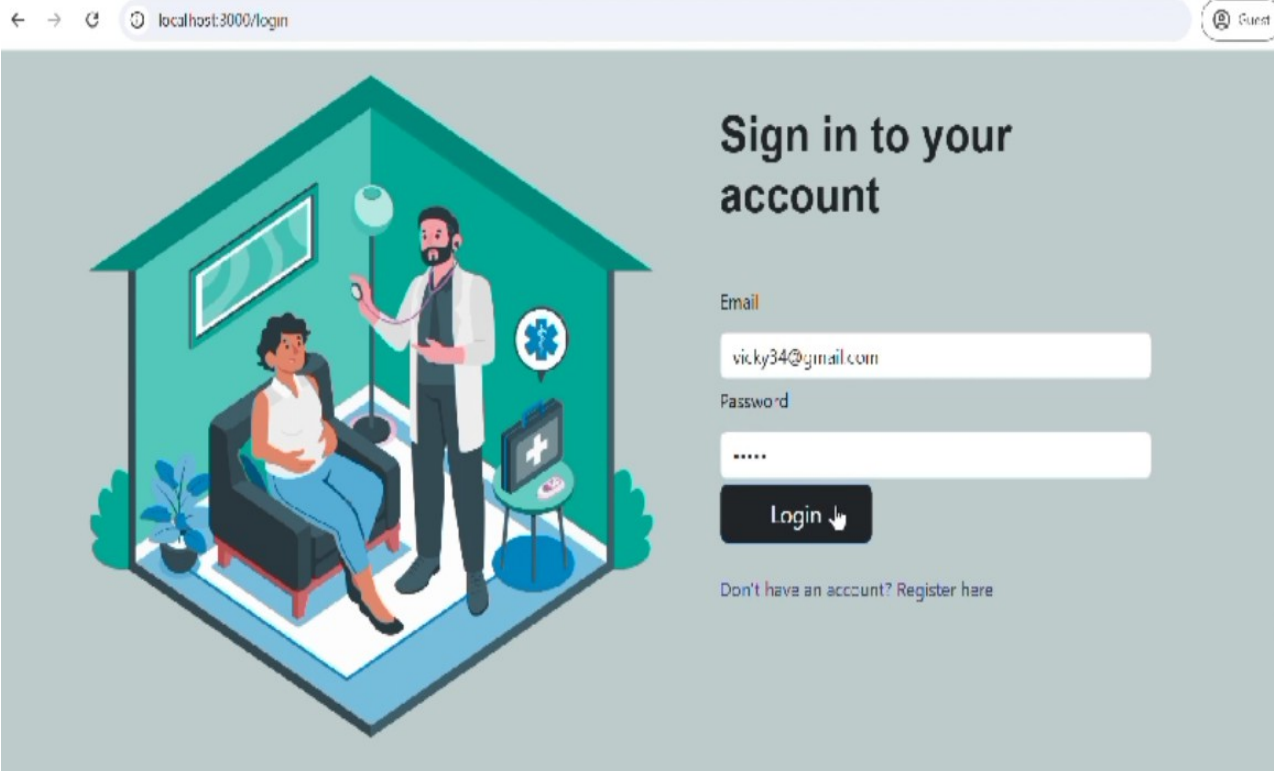 localhost:3000/login
Guest
Sign in to your
account
Email
vicky34@gmail.com
Password
•••••
Login
Don't have an account? Register here